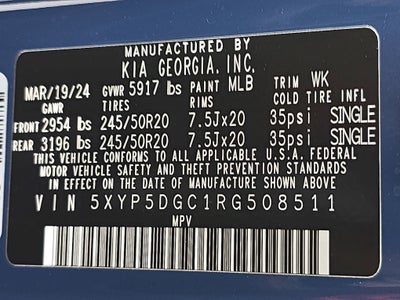 MANUFACTURED BY
KIA GEORGIA, INC.
MAR/19/24 GVWR 5917 lbs PAINT MLB TRIM WK
GAWR TIRES RIMS COLD TIRE INFL
FRONT 2954 lbs 245/50R20 7.5Jx20 35psi SINGLE
REAR 3196 lbs 245/50R20 7.5Jx20 35psi SINGLE
THIS VEHICLE CONFORMS TO ALL APPLICABLE U.S.A. FEDERAL
MOTOR VEHICLE SAFETY AND THEFT PREVENTION STANDARDS
IN EFFECT ON THE DATE OF MANUFACTURE SHOWN ABOVE
VIN 5XYP5DGC1RG508511
MPV